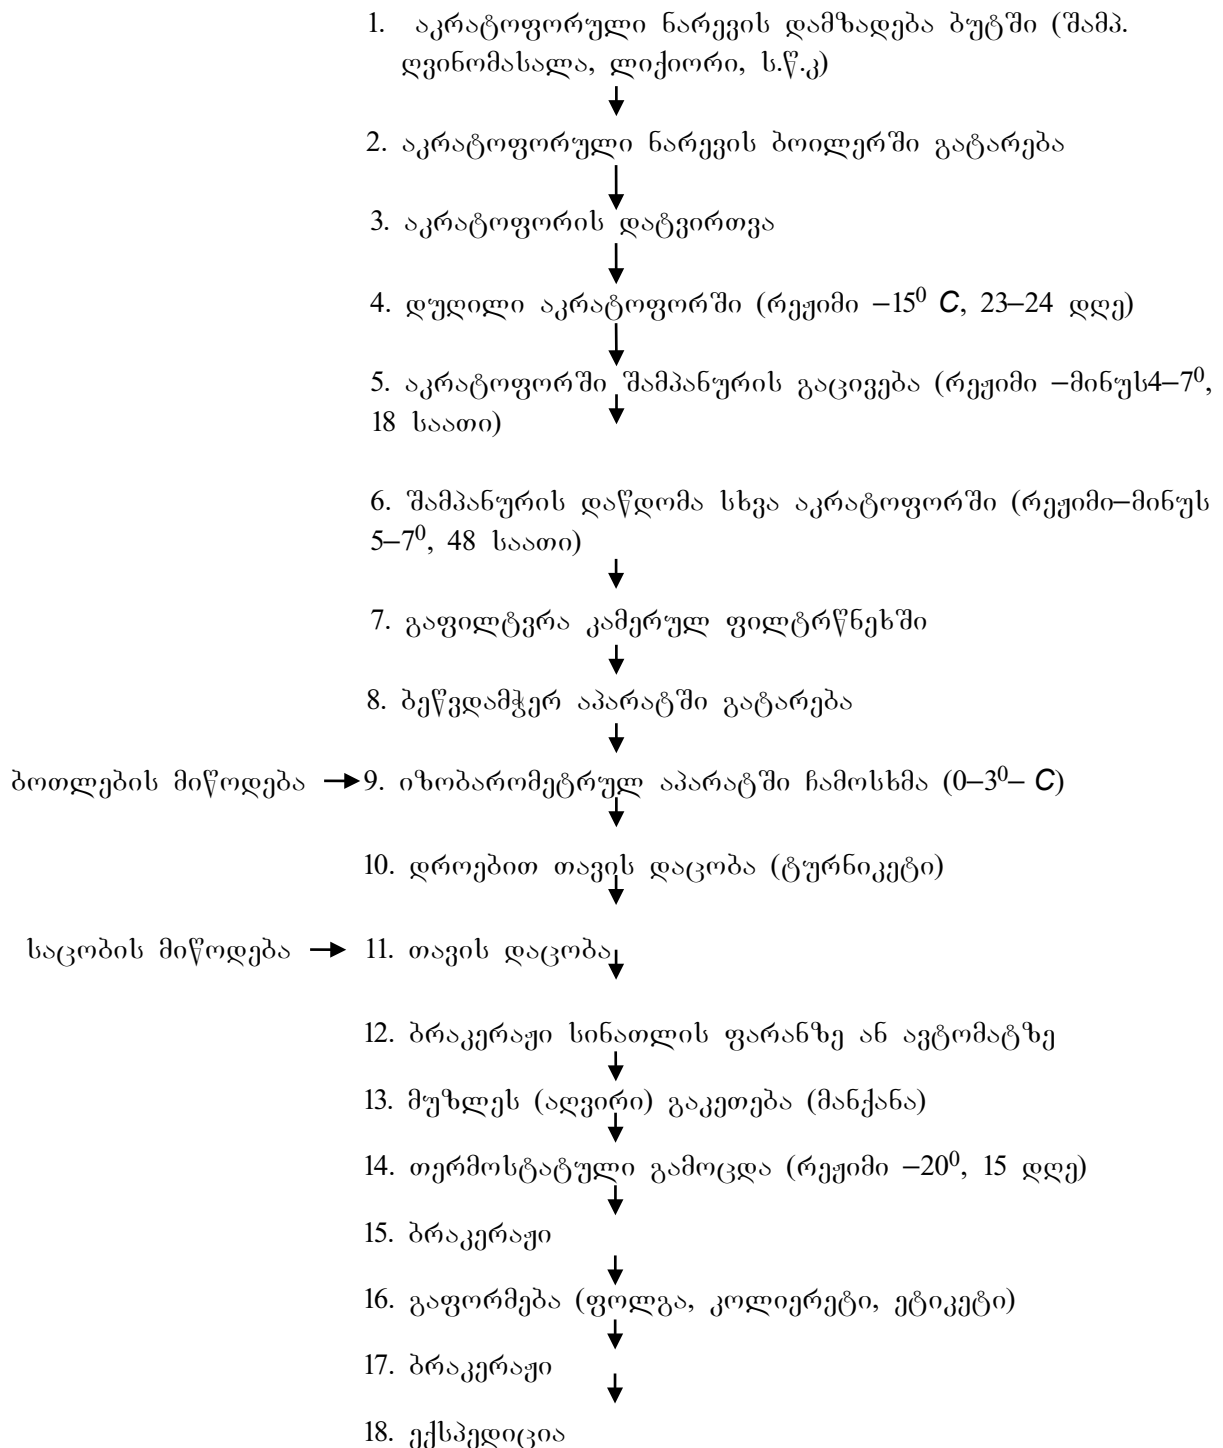 1. აკრატოფორული ნარევის დამზადება ბუტში (შამპ.
ღვინომასალა, ლიქიორი, ს.წ.კ)
2. აკრატოფორული ნარევის ბოილერში გატარება
3. აკრატოფორის დატვირთვა
4. დუღილი აკრატოფორში (რეჟიმი –15⁰ C, 23–24 დღე)
5. აკრატოფორში შამპანურის გაცივება (რეჟიმი –მინუს4–7⁰,
18 საათი)
6. შამპანურის დაწდომა სხვა აკრატოფორში (რეჟიმი–მინუს
5–7⁰, 48 საათი)
7. გაფილტვრა კამერულ ფილტრწნეხში
8. ბეწვდამჭერ აპარატში გატარება
ბოთლების მიწოდება 9. იზობარომეტრულ აპარატში ჩამოსხმა (0–3⁰– C)
10. დროებით თავის დაცობა (ტურნიკეტი)
საცობის მიწოდება 11. თავის დაცობა
12. ბრაკერაჟი სინათლის ფარანზე ან ავტომატზე
13. მუზლეს (აღვირი) გაკეთება (მანქანა)
14. თერმოსტატული გამოცდა (რეჟიმი –20⁰, 15 დღე)
15. ბრაკერაჟი
16. გაფორმება (ფოლგა, კოლიერეტი, ეტიკეტი)
17. ბრაკერაჟი
18. ექსპედიცია